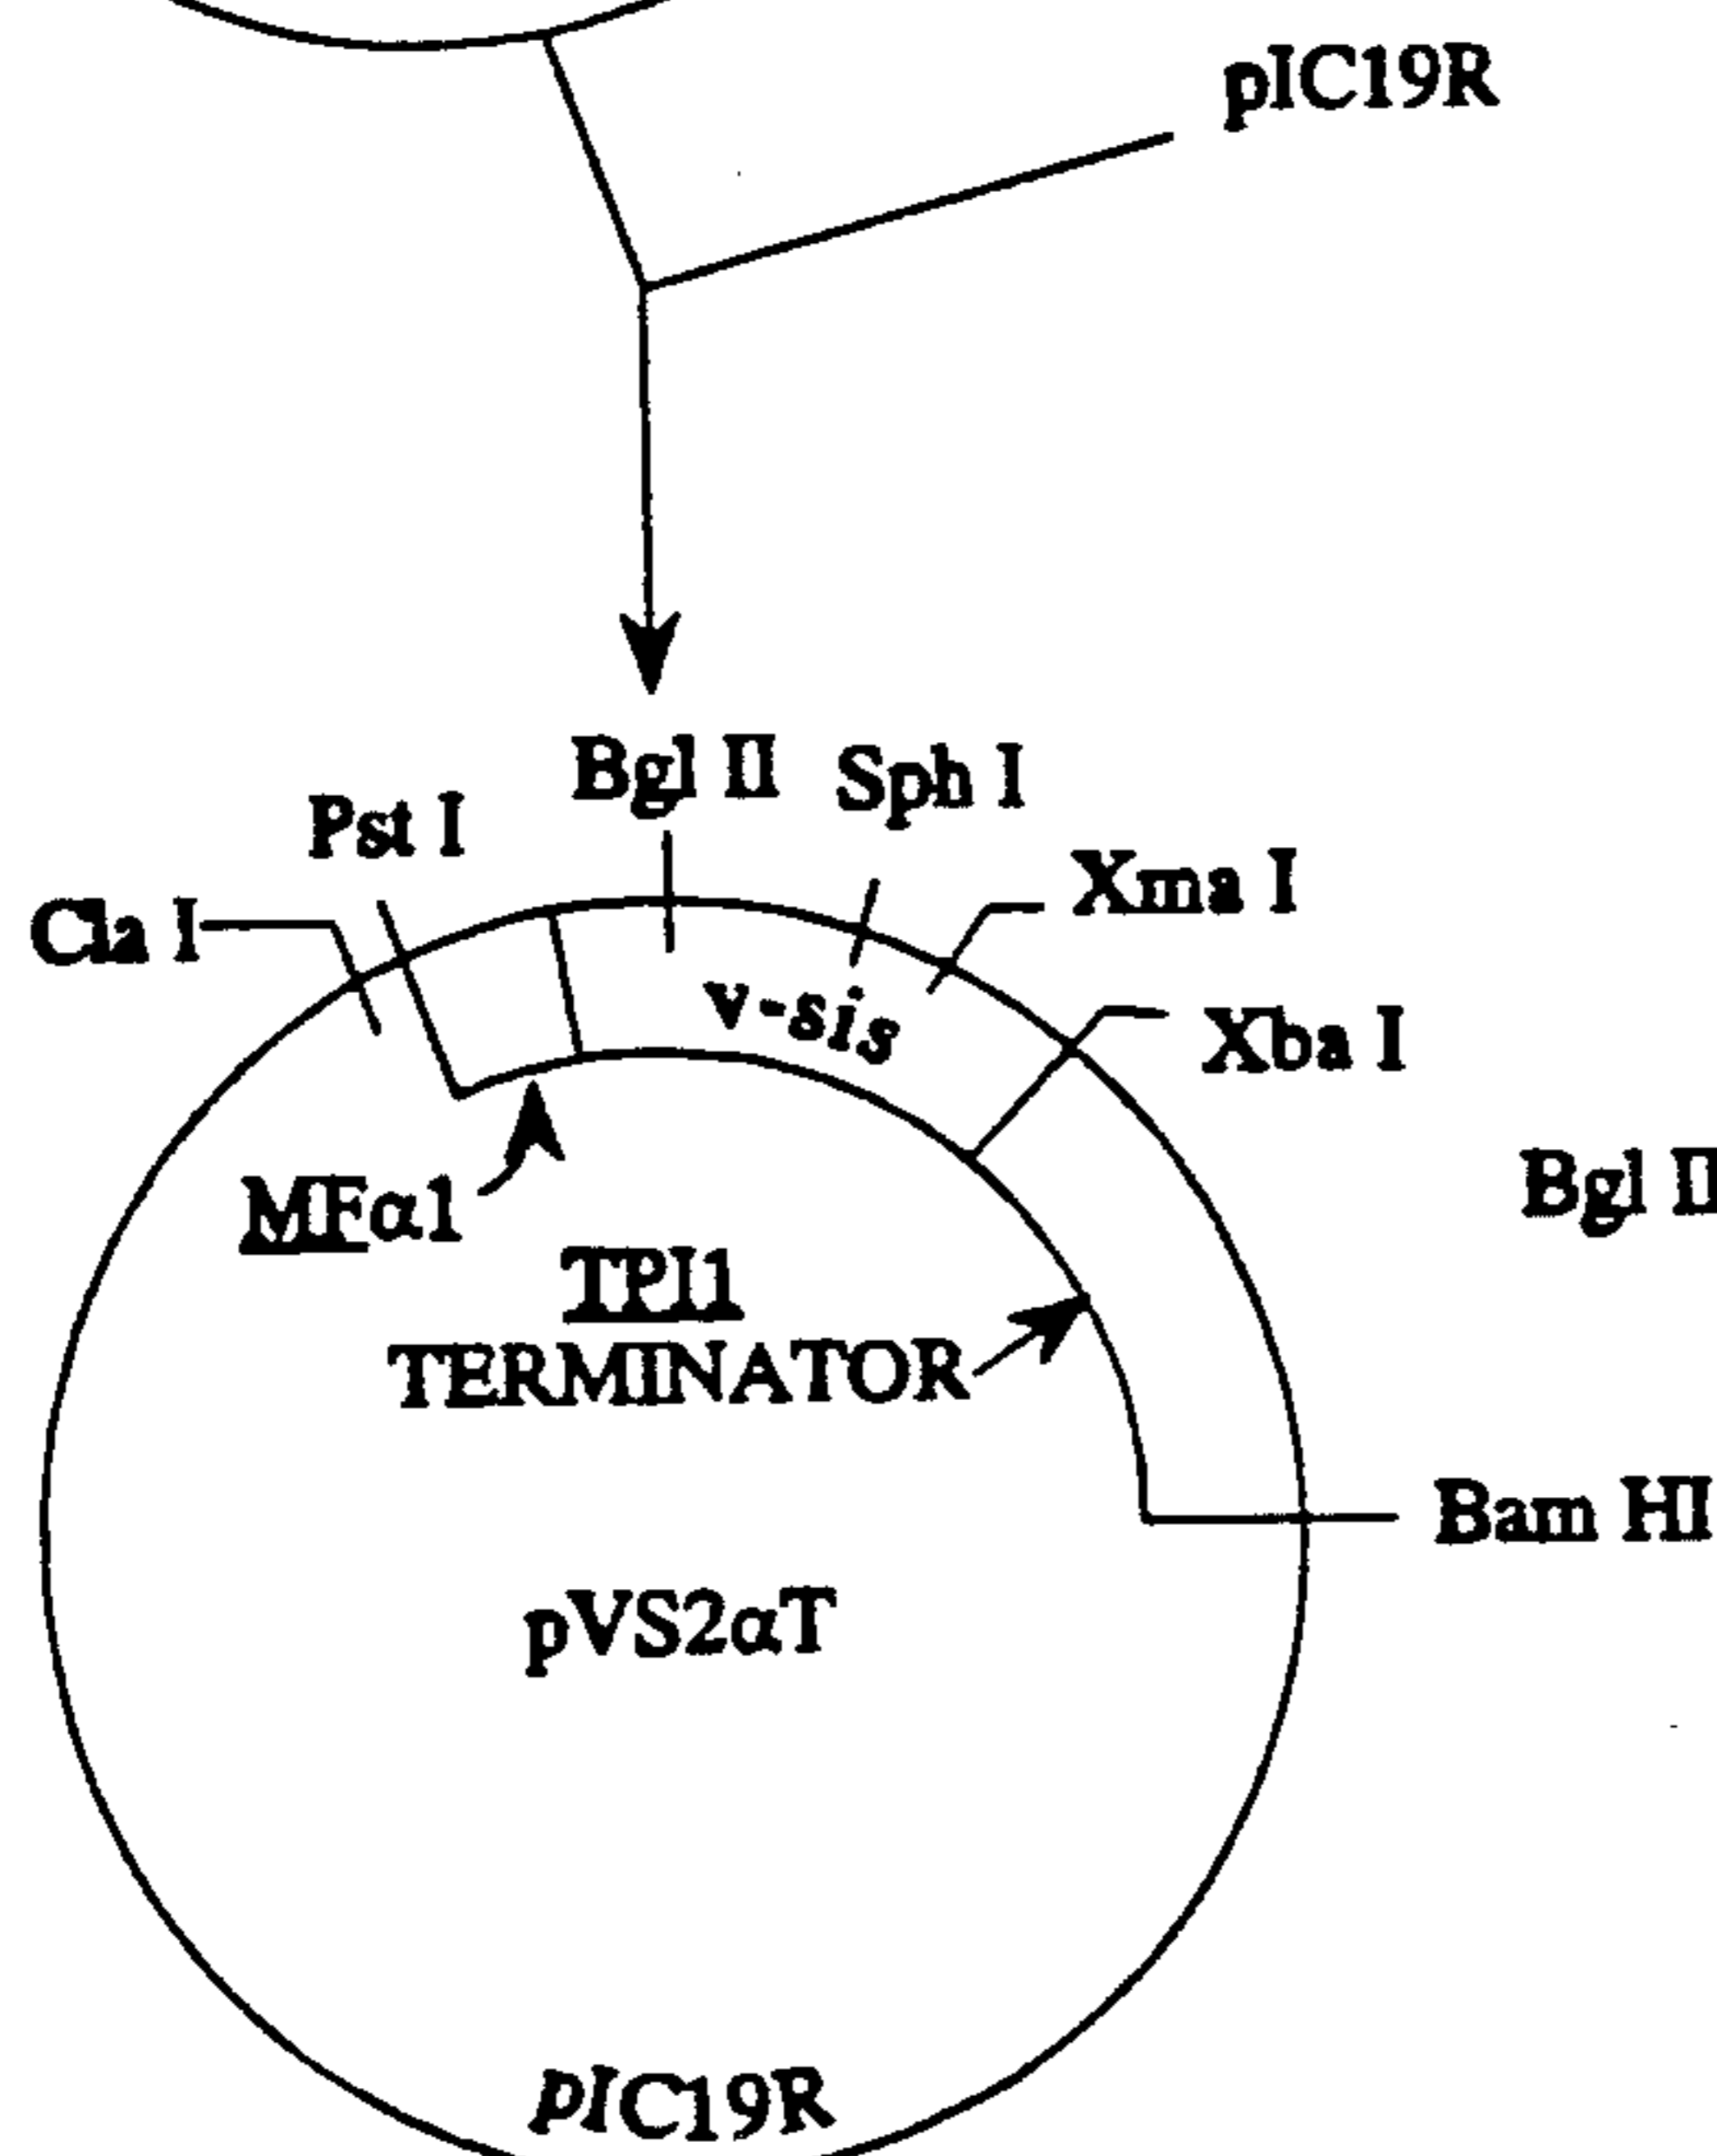 pIC19R
Bgl II
Sph I
Pst I
Xma I
Cla I
v-sis
Xba I
Bgl II
MFα1
TPI1
TERMINATOR
Bam HI
pVS2αT
pIC19R